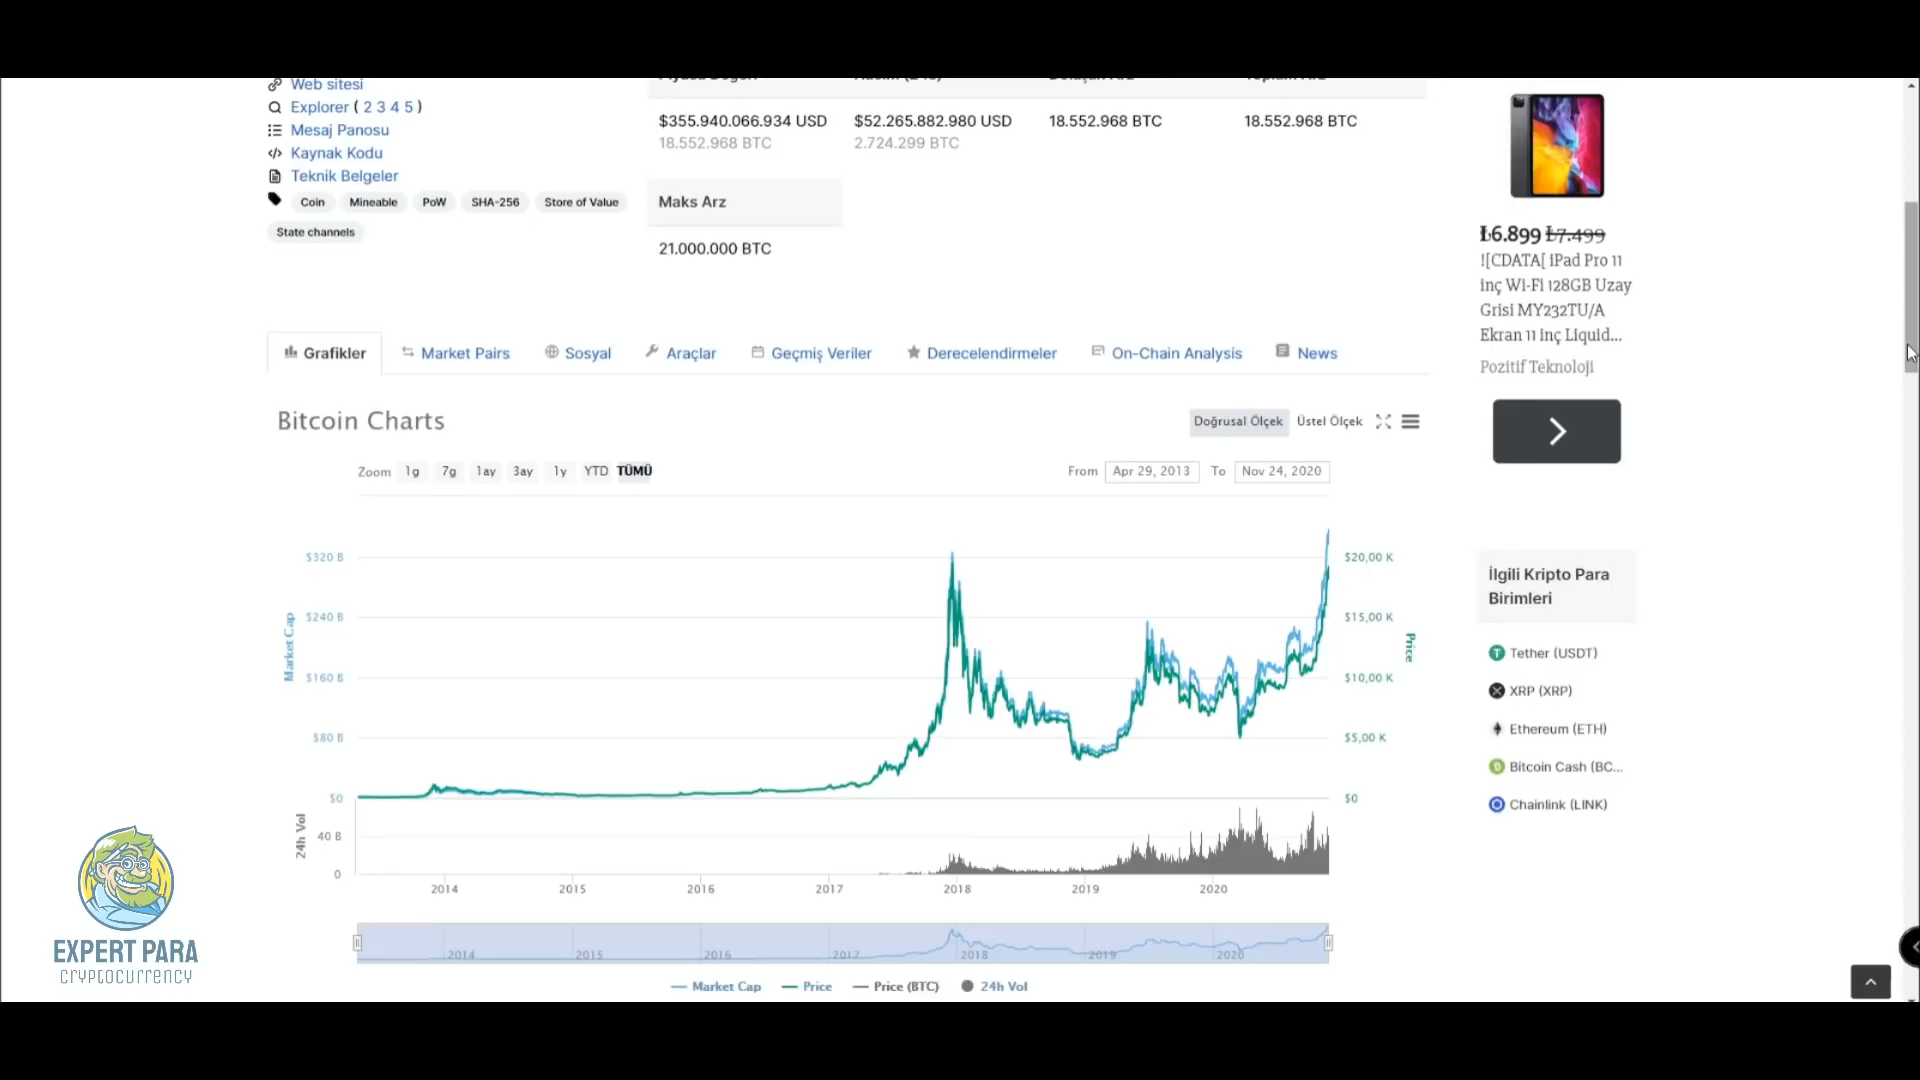 Web sitesi
Explorer ( 2 3 4 5 )
Mesaj Panosu
Kaynak Kodu
Teknik Belgeler
Coin Mineable PoW SHA-256 Store of Value
State channels
$355.940.066.934 USD $52.265.882.980 USD 18.552.968 BTC 18.552.968 BTC
18.552.968 BTC 2.724.299 BTC
Maks Arz
21.000.000 BTC
₺6.899 ₺7.499
![CDATA[ iPad Pro 11
inç Wi-Fi 128GB Uzay
Grisi MY232TU/A
Ekran 11 inç Liquid...
Pozitif Teknoloji
Grafikler Market Pairs Sosyal Araçlar Geçmiş Veriler Derecelendirmeler On-Chain Analysis News
Bitcoin Charts
Doğrusal Ölçek Üstel Ölçek
Zoom 1g 7g 1ay 3ay 1y YTD TÜMÜ
From Apr 29, 2013 To Nov 24, 2020
Market Cap
$320 B
$240 B
$160 B
$80 B
$0
$20,00 K
$15,00 K
$10,00 K
$5,00 K
$0
Price
24h Vol
40 B
0
2014 2015 2016 2017 2018 2019 2020
2014 2015 2016 2017 2018 2019 2020
Market Cap Price Price (BTC) 24h Vol
İlgili Kripto Para
Birimleri
Tether (USDT)
XRP (XRP)
Ethereum (ETH)
Bitcoin Cash (BC...
Chainlink (LINK)
EXPERT PARA
CRYPTOCURRENCY